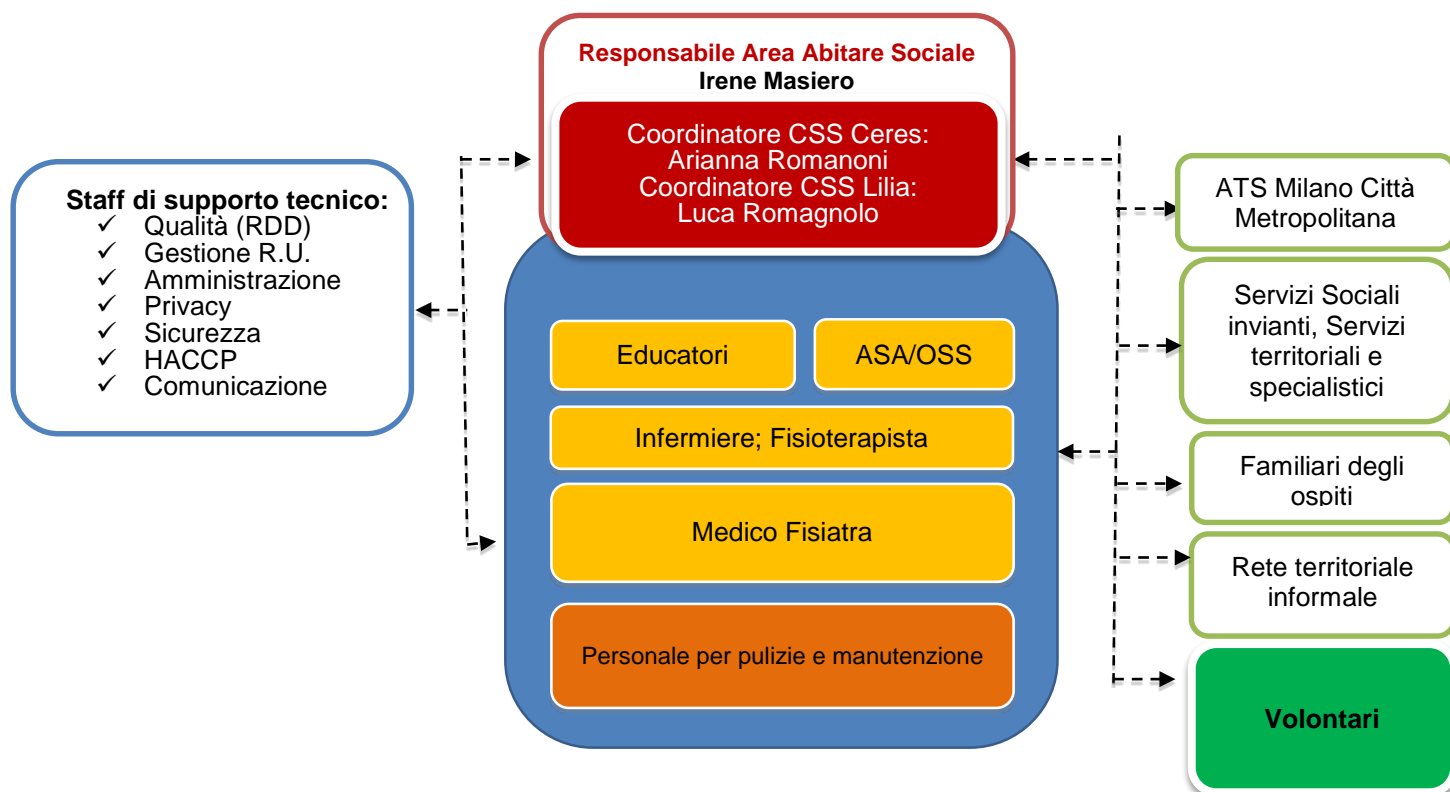 Responsabile Area Abitare Sociale
Irene Masiero
Coordinatore CSS Ceres:
Arianna Romanoni
Coordinatore CSS Lilia:
Luca Romagnolo
Staff di supporto tecnico:
✓ Qualità (RDD)
✓ Gestione R.U.
✓ Amministrazione
✓ Privacy
✓ Sicurezza
✓ HACCP
✓ Comunicazione
Educatori
ASA/OSS
Infermiere; Fisioterapista
Medico Fisiatra
Personale per pulizie e manutenzione
ATS Milano Città
Metropolitana
Servizi Sociali
invianti, Servizi
territoriali e
specialistici
Familiari degli
ospiti
Rete territoriale
informale
Volontari